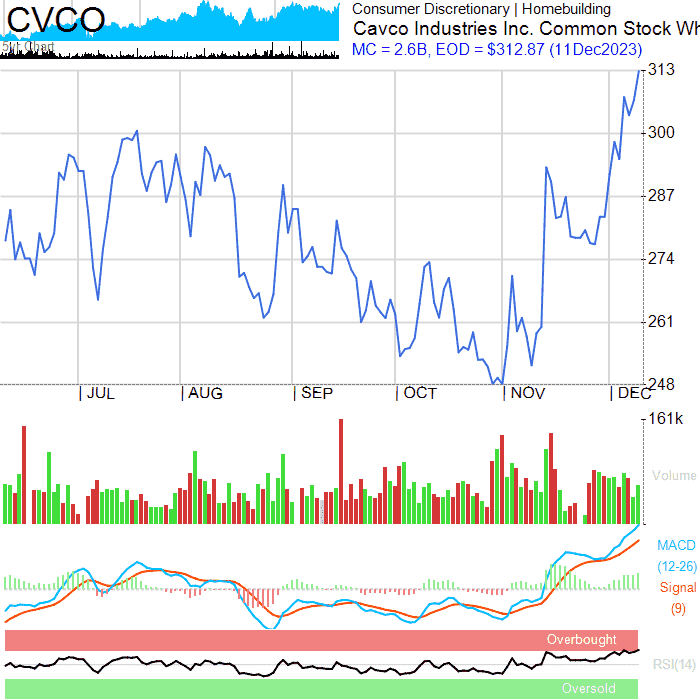 CVCO
5yr Chart
Consumer Discretionary | Homebuilding
Cavco Industries Inc. Common Stock Wh
MC = 2.6B, EOD = $312.87 (11Dec2023)
313
300
287
274
261
248
JUL AUG SEP OCT NOV DEC
161k
Volume
MACD
(12-26)
Signal
(9)
Overbought
RSI(14)
Oversold